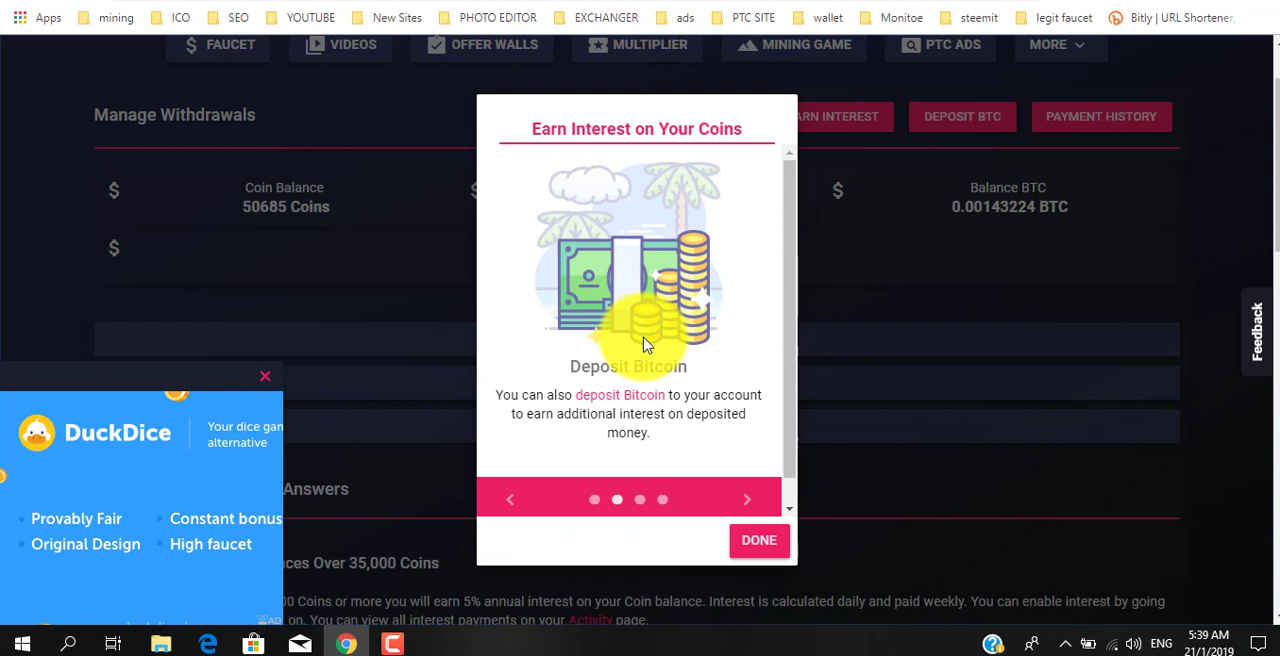 Apps mining ICO SEO YOUTUBE New Sites PHOTO EDITOR EXCHANGER ads PTC SITE wallet Monitoe steemit legit faucet Bitly | URL Shortener,
$ FAUCET VIDEOS OFFER WALLS MULTIPLIER MINING GAME PTC ADS MORE
Manage Withdrawals
ARN INTEREST DEPOSIT BTC PAYMENT HISTORY
Earn Interest on Your Coins
$ Coin Balance
50685 Coins
$ Balance BTC
0.00143224 BTC
$
Feedback
Deposit Bitcoin
You can also deposit Bitcoin to your account
to earn additional interest on deposited
money.
DONE
DuckDice
Your dice gan
alternative
Provably Fair Constant bonus
Original Design High faucet
AD
Answers
ces Over 35,000 Coins
00 Coins or more you will earn 5% annual interest on your Coin balance. Interest is calculated daily and paid weekly. You can enable interest by going
on. You can view all interest payments on your Activity page.
ENG
5:39 AM
21/1/2019